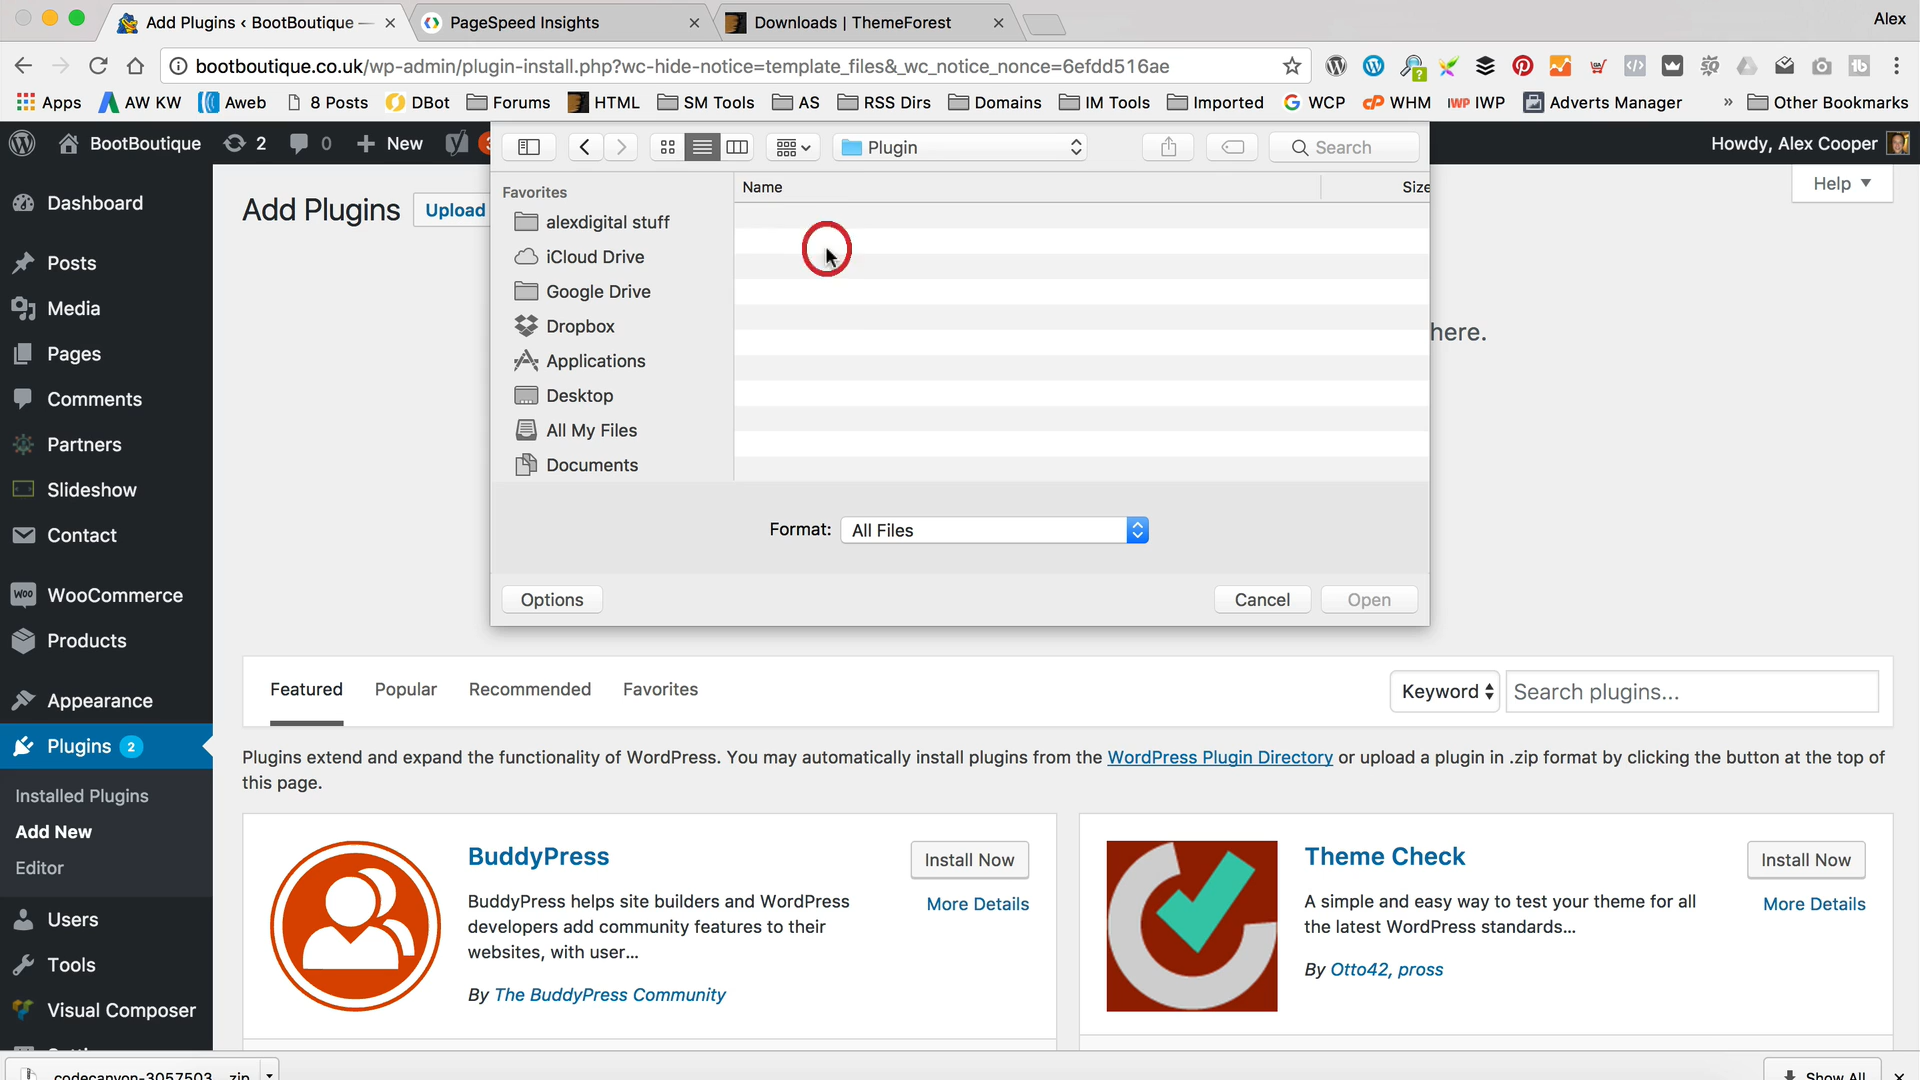 Add Plugins ‹ BootBoutique —
PageSpeed Insights
Downloads | ThemeForest
Alex
bootboutique.co.uk/wp-admin/plugin-install.php?wc-hide-notice=template_files&_wc_notice_nonce=6efdd516ae
Apps AW KW Aweb 8 Posts DBot Forums HTML SM Tools AS RSS Dirs Domains IM Tools Imported WCP WHM IWP IWP Adverts Manager » Other Bookmarks
BootBoutique 2 0 New
Howdy, Alex Cooper
Plugin
Search
Help
Favorites
Name
Size
Add Plugins
Upload
alexdigital stuff
iCloud Drive
Google Drive
Dropbox
Applications
Desktop
All My Files
Documents
here.
Format: All Files
Options
Cancel
Open
Dashboard
Posts
Media
Pages
Comments
Partners
Slideshow
Contact
WooCommerce
Products
Appearance
Plugins 2
Installed Plugins
Add New
Editor
Users
Tools
Visual Composer
Featured Popular Recommended Favorites
Keyword
Search plugins...
Plugins extend and expand the functionality of WordPress. You may automatically install plugins from the WordPress Plugin Directory or upload a plugin in .zip format by clicking the button at the top of
this page.
BuddyPress
Install Now
More Details
BuddyPress helps site builders and WordPress
developers add community features to their
websites, with user...
By The BuddyPress Community
Theme Check
Install Now
More Details
A simple and easy way to test your theme for all
the latest WordPress standards...
By Otto42, pross
codecanyon-3057503....zip
Show All